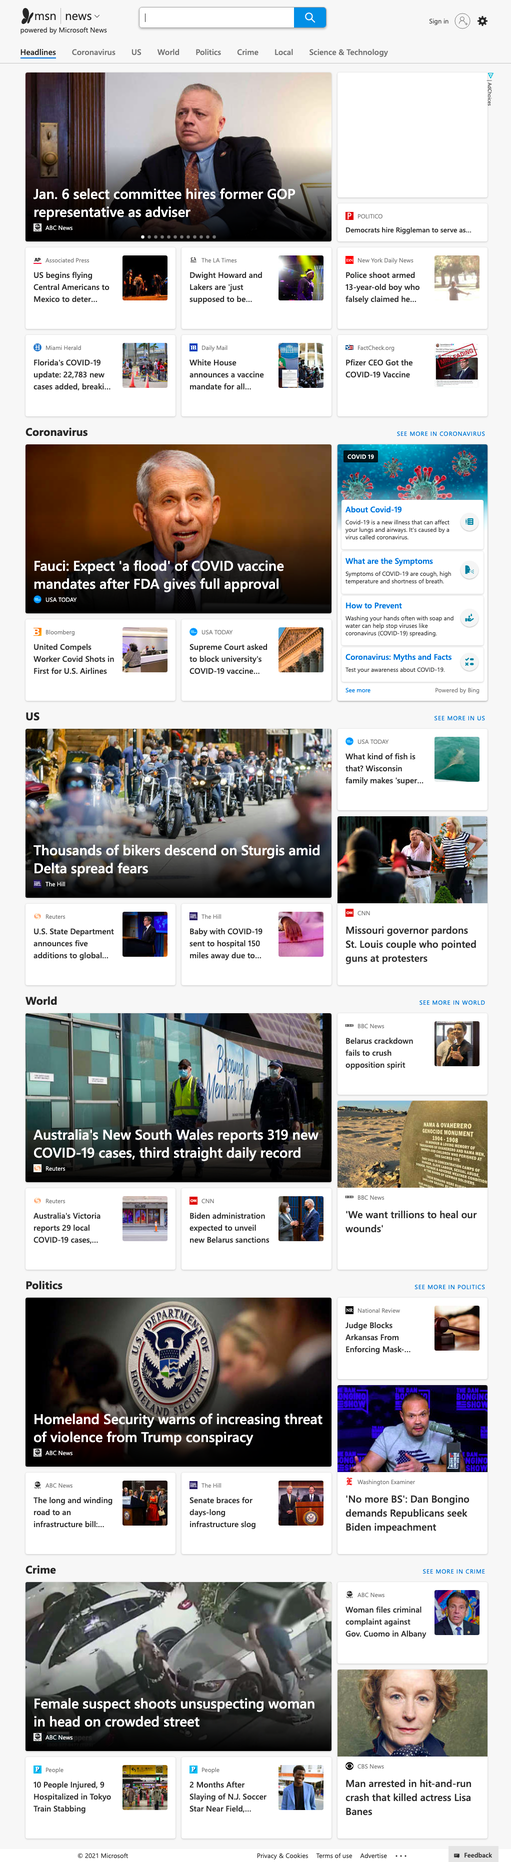 msn | news
powered by Microsoft News
Sign in
Headlines Coronavirus US World Politics Crime Local Science & Technology
AdChoices
Jan. 6 select committee hires former GOP
representative as adviser
ABC News
POLITICO
Democrats hire Riggleman to serve as...
Associated Press
US begins flying
Central Americans to
Mexico to deter...
The LA Times
Dwight Howard and
Lakers are 'just
supposed to be...
New York Daily News
Police shoot armed
13-year-old boy who
falsely claimed he...
Miami Herald
Florida's COVID-19
update: 22,783 new
cases added, breaki...
Daily Mail
White House
announces a vaccine
mandate for all...
FactCheck.org
Pfizer CEO Got the
COVID-19 Vaccine
Coronavirus
SEE MORE IN CORONAVIRUS
Fauci: Expect 'a flood' of COVID vaccine
mandates after FDA gives full approval
USA TODAY
COVID 19
About Covid-19
Covid-19 is a new illness that can affect
your lungs and airways. It's caused by a
virus called coronavirus.
What are the Symptoms
Symptoms of COVID-19 are cough, high
temperature and shortness of breath.
How to Prevent
Washing your hands often with soap and
water can help stop viruses like
coronavirus (COVID-19) spreading.
Coronavirus: Myths and Facts
Test your awareness about COVID-19.
See more
Powered by Bing
Bloomberg
United Compels
Worker Covid Shots in
First for U.S. Airlines
USA TODAY
Supreme Court asked
to block university's
COVID-19 vaccine...
US
SEE MORE IN US
Thousands of bikers descend on Sturgis amid
Delta spread fears
The Hill
USA TODAY
What kind of fish is
that? Wisconsin
family makes 'super...
Reuters
U.S. State Department
announces five
additions to global...
The Hill
Baby with COVID-19
sent to hospital 150
miles away due to...
CNN
Missouri governor pardons
St. Louis couple who pointed
guns at protesters
World
SEE MORE IN WORLD
Becomes a
Member
Australia's New South Wales reports 319 new
COVID-19 cases, third straight daily record
Reuters
BBC News
Belarus crackdown
fails to crush
opposition spirit
NAMA & OVAHERERO
GENOCIDE MONUMENT
1904 - 1908
BBC News
'We want trillions to heal our
wounds'
Reuters
Australia's Victoria
reports 29 local
COVID-19 cases,...
CNN
Biden administration
expected to unveil
new Belarus sanctions
Politics
SEE MORE IN POLITICS
U.S. DEPARTMENT OF
HOMELAND SECURITY
Homeland Security warns of increasing threat
of violence from Trump conspiracy
ABC News
National Review
Judge Blocks
Arkansas From
Enforcing Mask-...
ABC News
The long and winding
road to an
infrastructure bill:...
The Hill
Senate braces for
days-long
infrastructure slog
Washington Examiner
'No more BS': Dan Bongino
demands Republicans seek
Biden impeachment
Crime
SEE MORE IN CRIME
Female suspect shoots unsuspecting woman
in head on crowded street
ABC News
ABC News
Woman files criminal
complaint against
Gov. Cuomo in Albany
People
10 People Injured, 9
Hospitalized in Tokyo
Train Stabbing
People
2 Months After
Slaying of N.J. Soccer
Star Near Field,...
CBS News
Man arrested in hit-and-run
crash that killed actress Lisa
Banes
© 2021 Microsoft
Privacy & Cookies Terms of use Advertise ...
Feedback